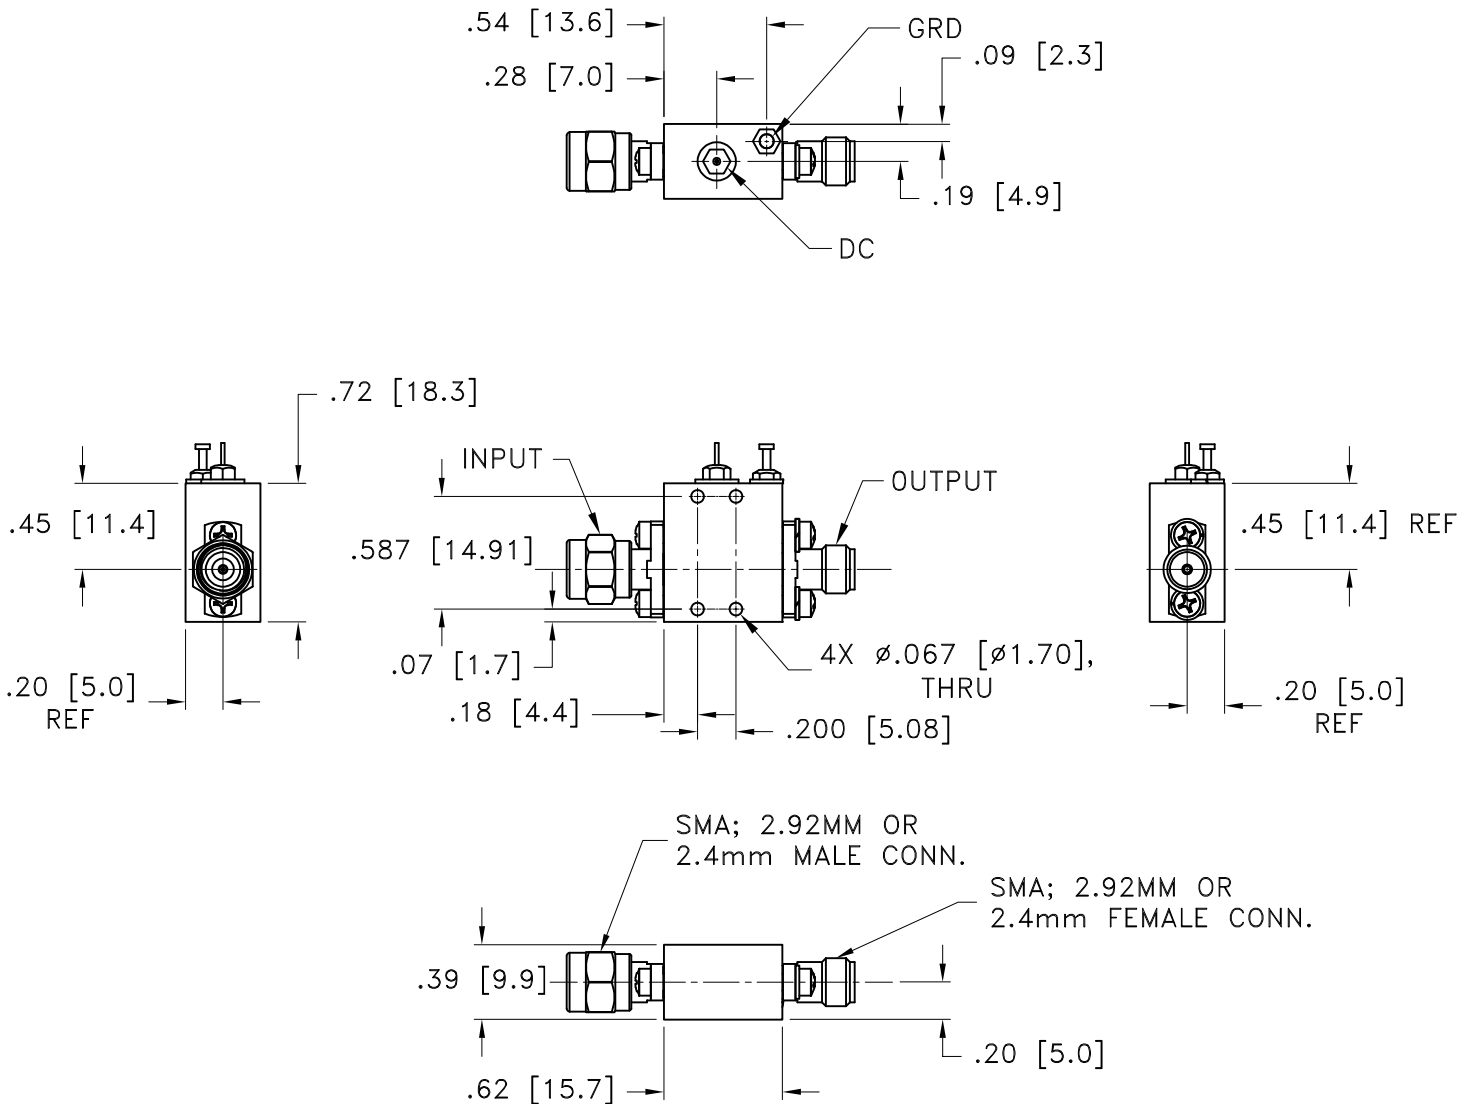 .54 [13.6]
GRD
.09 [2.3]
.28 [7.0]
.19 [4.9]
DC
.72 [18.3]
INPUT
OUTPUT
.45 [11.4]
.587 [14.91]
.45 [11.4] REF
.07 [1.7]
4X ⌀.067 [⌀1.70],
THRU
.20 [5.0]
REF
.18 [4.4]
.200 [5.08]
.20 [5.0]
REF
SMA; 2.92MM OR
2.4mm MALE CONN.
SMA; 2.92MM OR
2.4mm FEMALE CONN.
.39 [9.9]
.20 [5.0]
.62 [15.7]